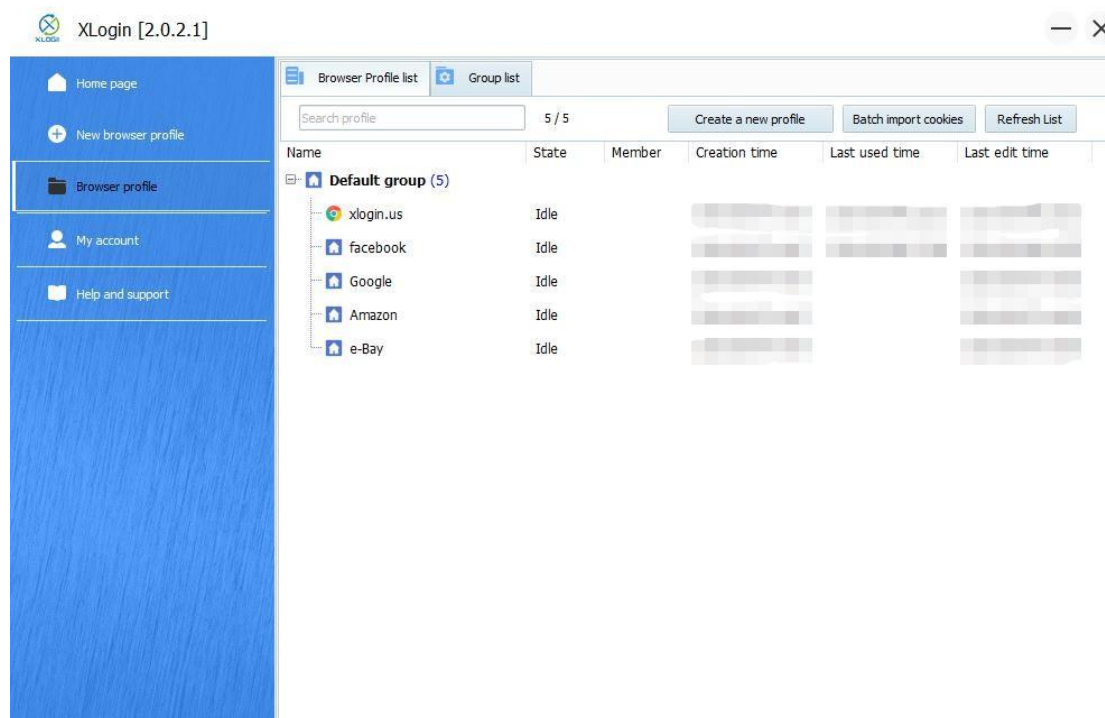 XLOGII
XLogin [2.0.2.1]
Home page
New browser profile
Browser profile
My account
Help and support
Browser Profile list Group list
Search profile 5 / 5 Create a new profile Batch import cookies Refresh List
Name State Member Creation time Last used time Last edit time
Default group (5)
xlogin.us Idle
facebook Idle
Google Idle
Amazon Idle
e-Bay Idle